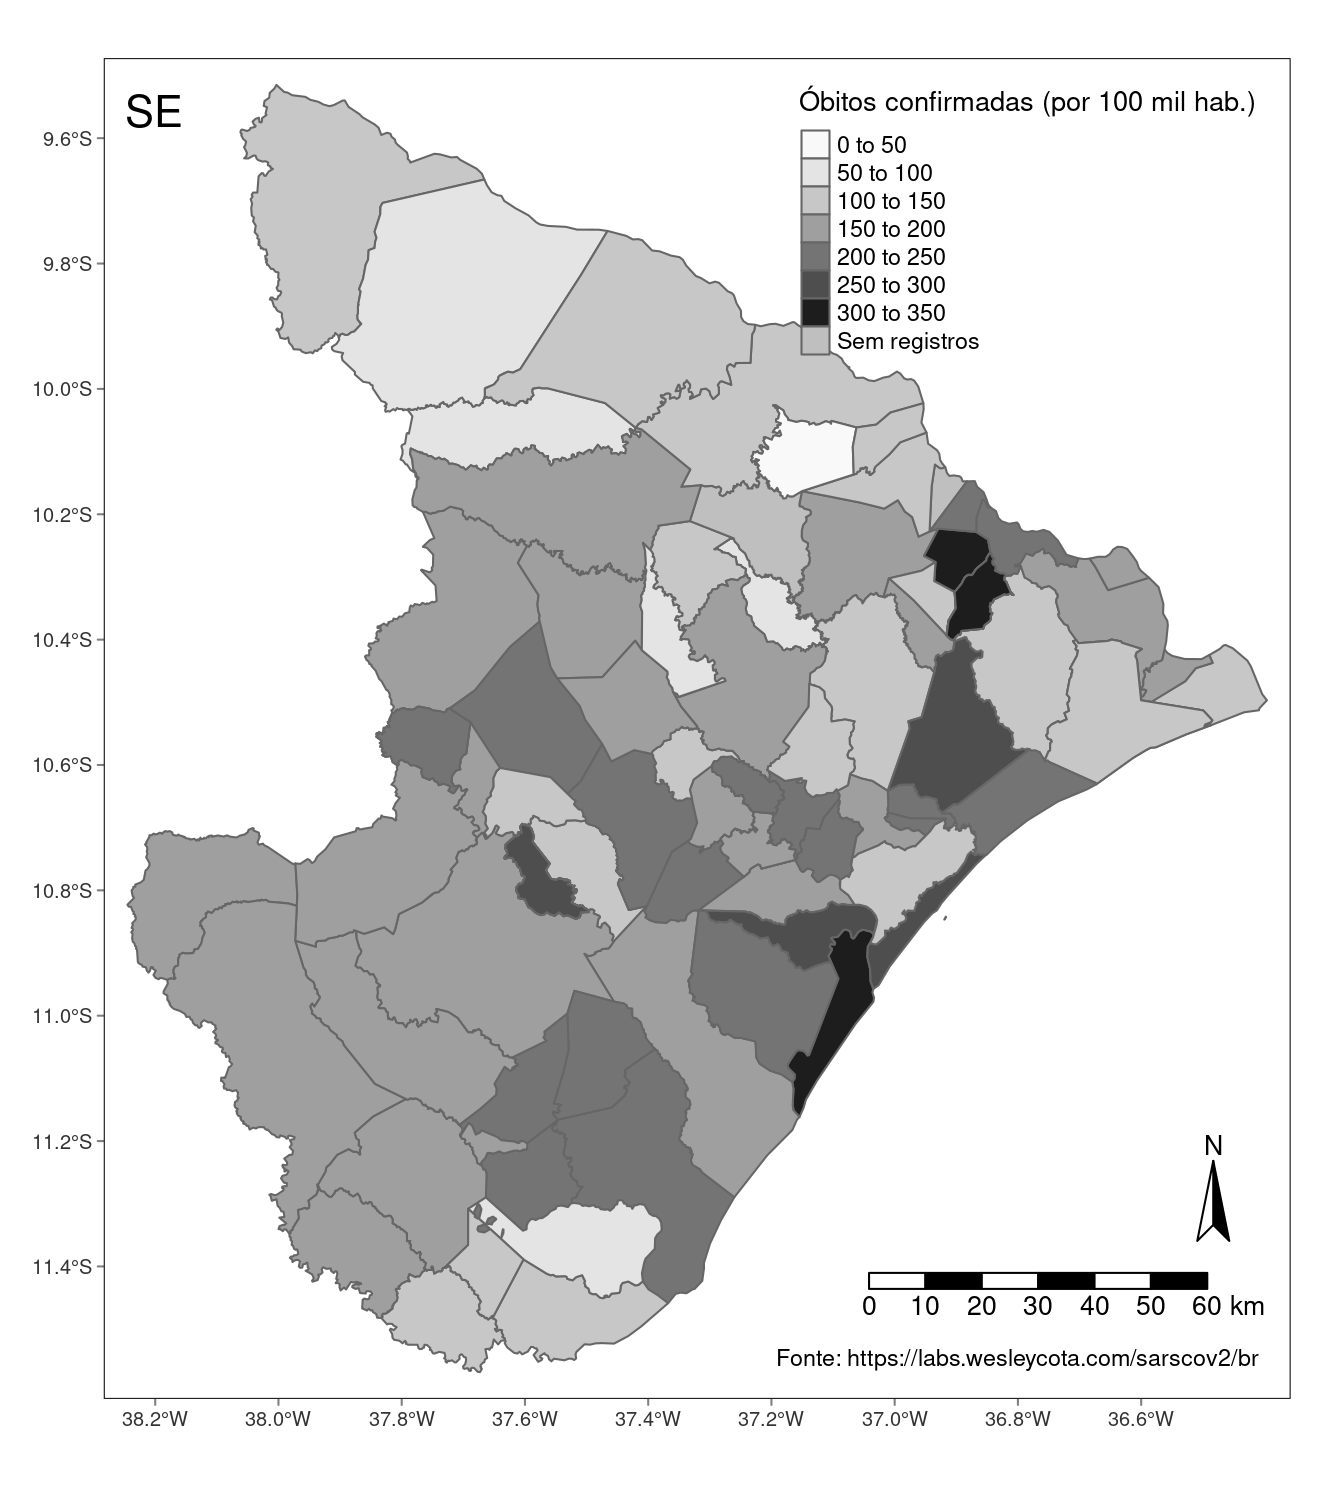 SE
Óbitos confirmadas (por 100 mil hab.)
0 to 50
50 to 100
100 to 150
150 to 200
200 to 250
250 to 300
300 to 350
Sem registros
9.6°S
9.8°S
10.0°S
10.2°S
10.4°S
10.6°S
10.8°S
11.0°S
11.2°S
11.4°S
N
0 10 20 30 40 50 60 km
Fonte: https://labs.wesleycota.com/sarscov2/br
38.2°W 38.0°W 37.8°W 37.6°W 37.4°W 37.2°W 37.0°W 36.8°W 36.6°W